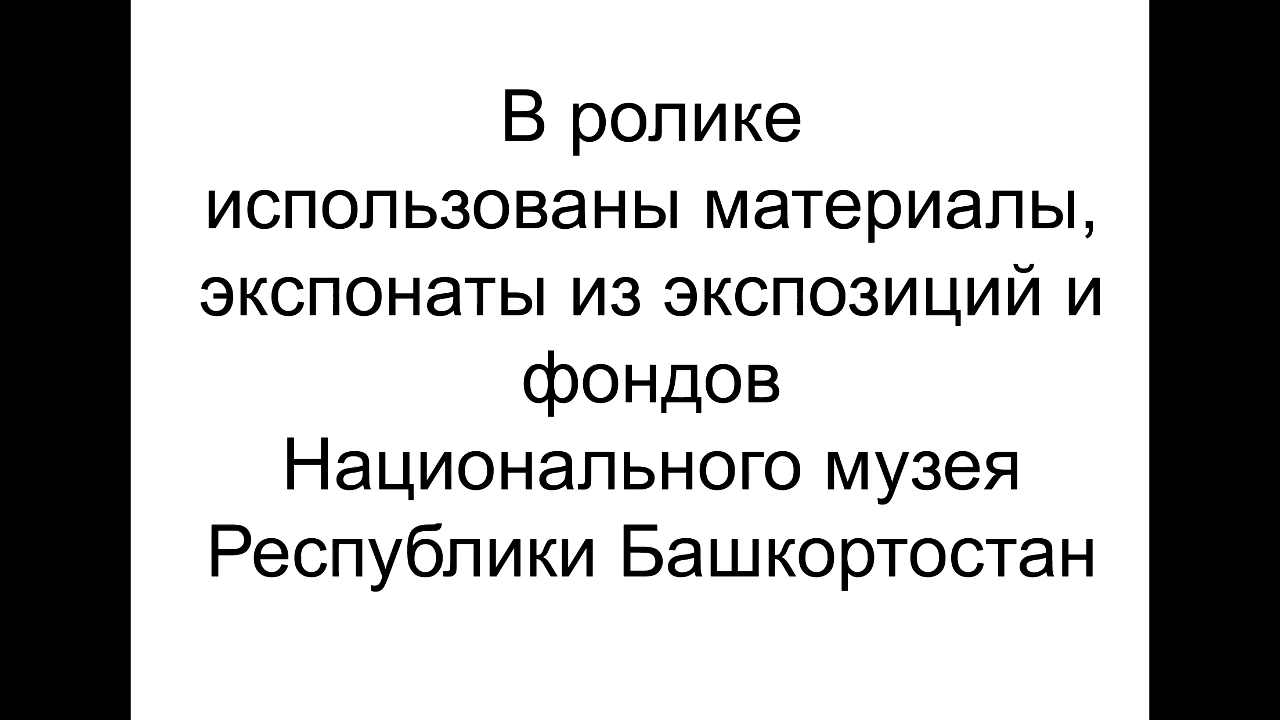 В ролике
использованы материалы,
экспонаты из экспозиций и
фондов
Национального музея
Республики Башкортостан